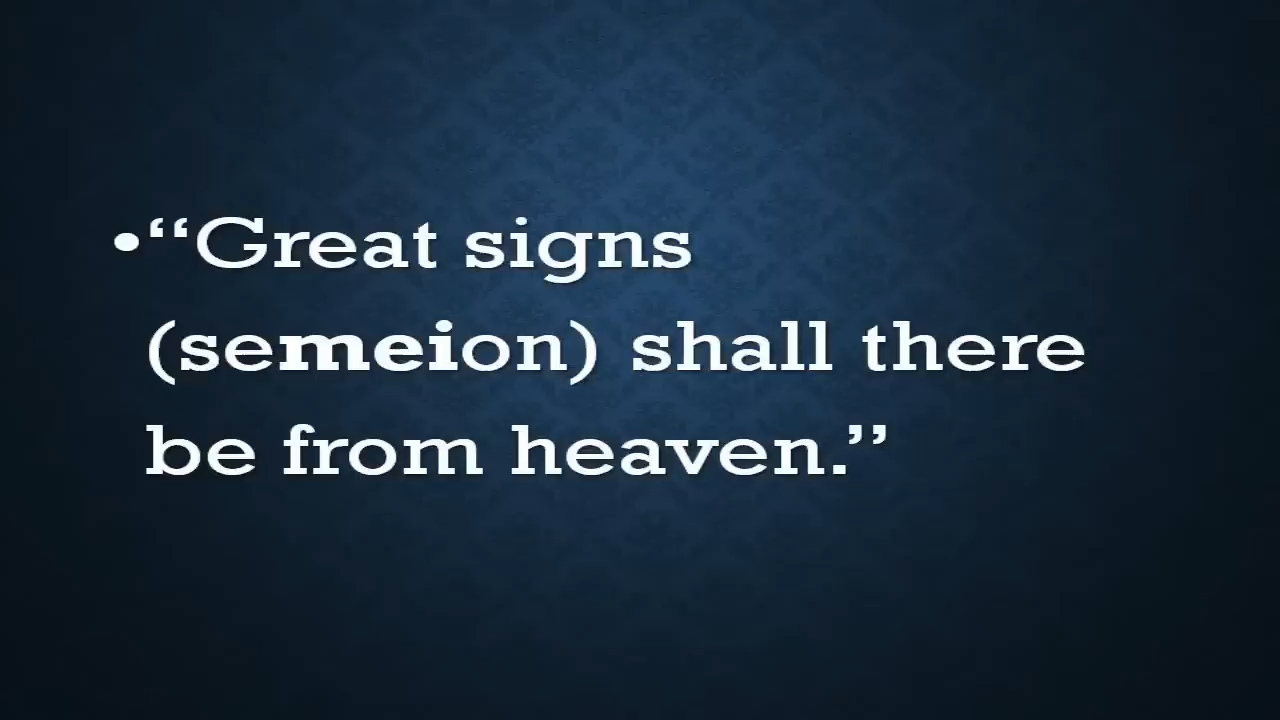 •“Great signs
(semeion) shall there
be from heaven.”